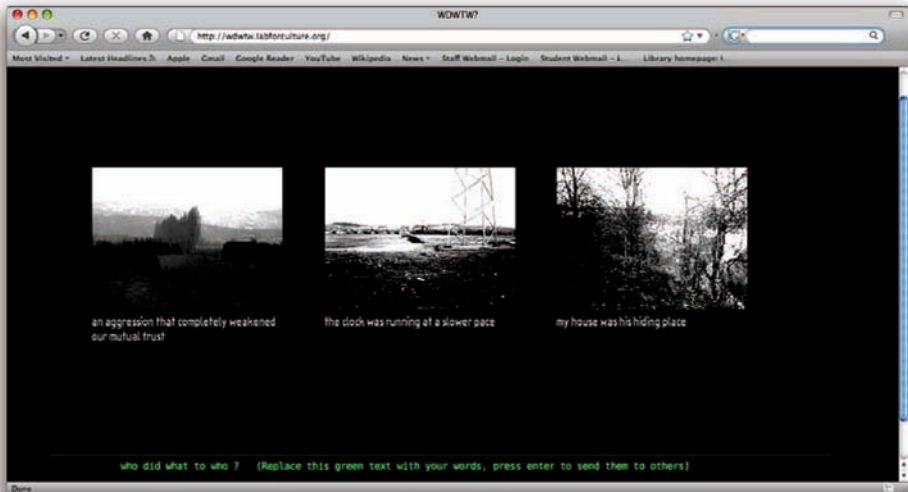 WDWTW?
http://wdwtw.labforculture.org/
Most Visited Latest Headlines Apple Gmail Google Reader YouTube Wikipedia News Staff Webmail – Login Student Webmail – L... Library homepage: l...
an aggression that completely weakened
our mutual trust
the clock was running at a slower pace
my house was his hiding place
who did what to who ? (Replace this green text with your words, press enter to send them to others)
Done